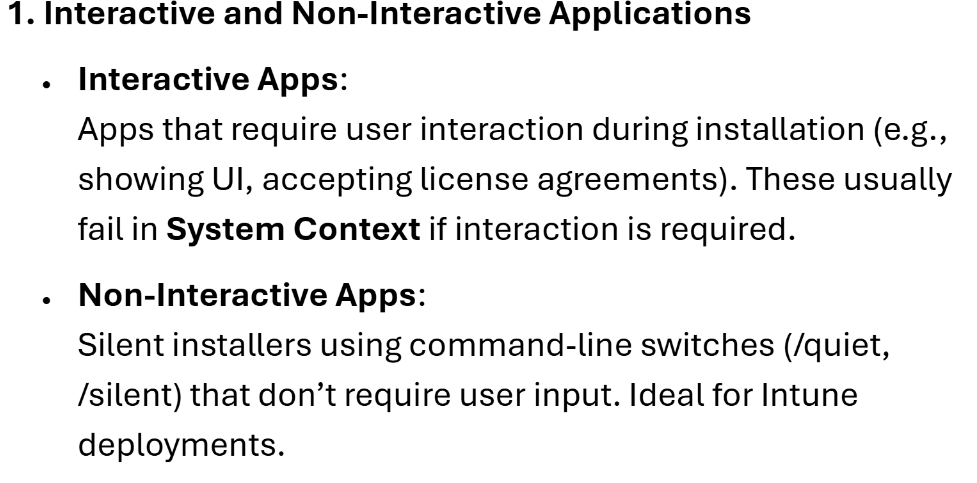 1. Interactive and Non-Interactive Applications
• Interactive Apps:
Apps that require user interaction during installation (e.g.,
showing UI, accepting license agreements). These usually
fail in System Context if interaction is required.
• Non-Interactive Apps:
Silent installers using command-line switches (/quiet,
/silent) that don’t require user input. Ideal for Intune
deployments.